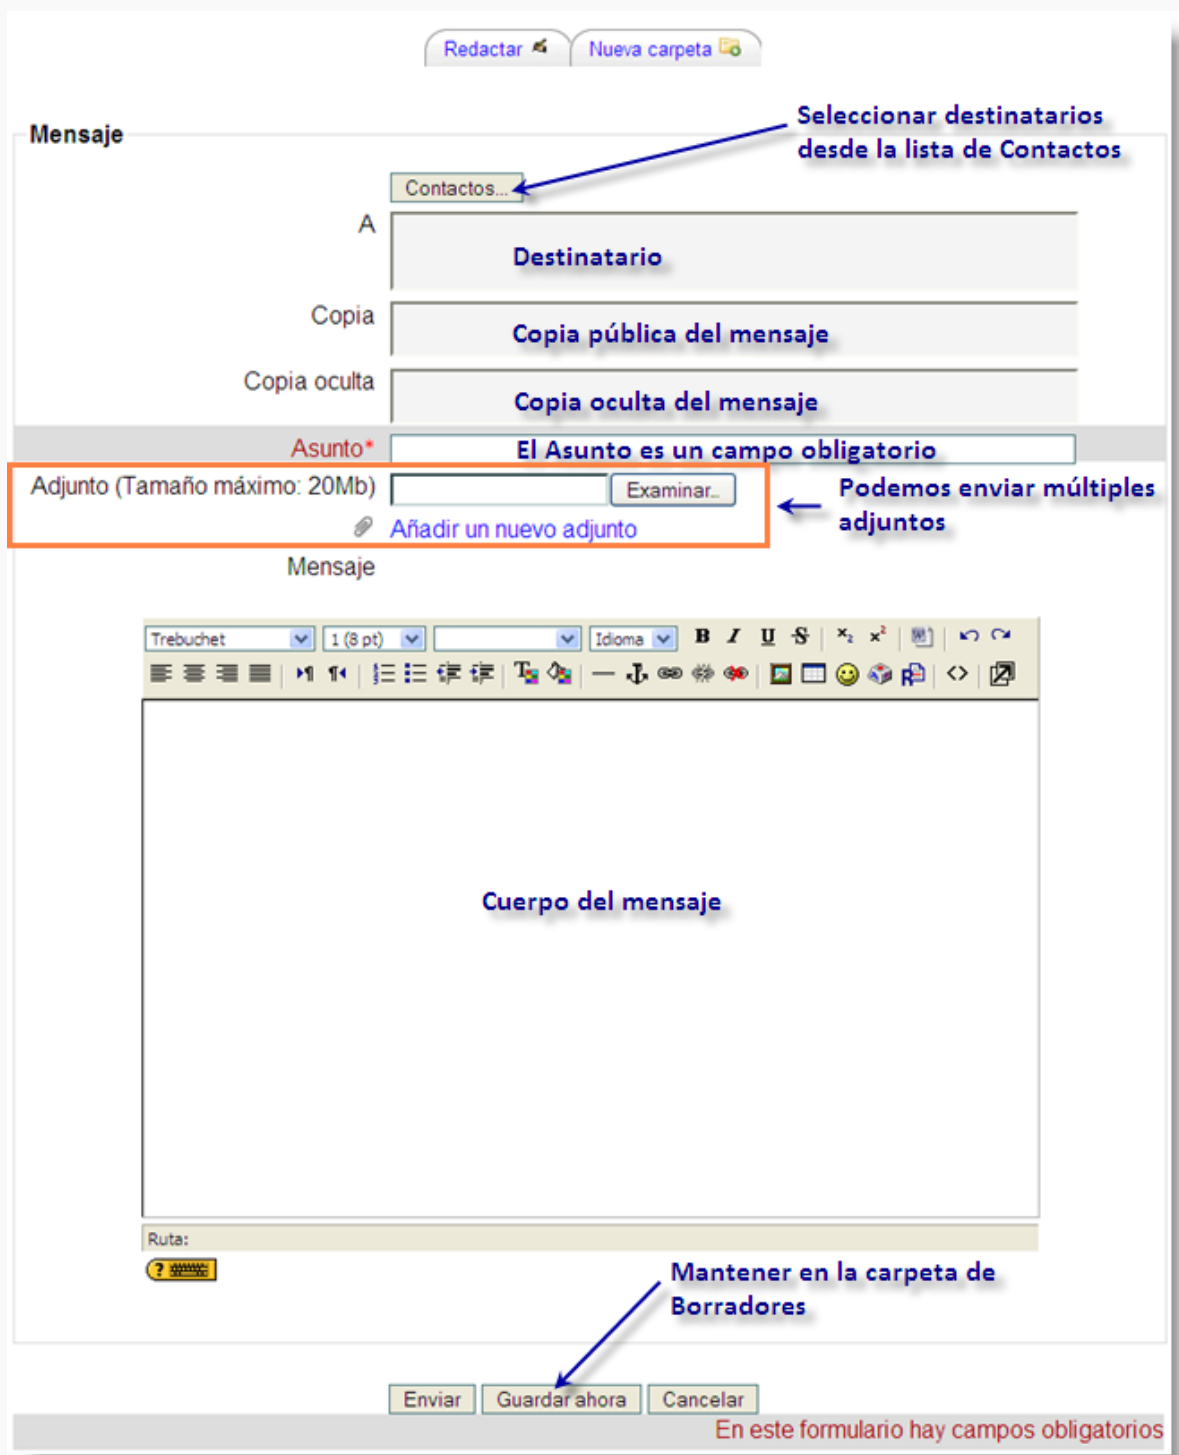 Redactar
Nueva carpeta
Seleccionar destinatarios
desde la lista de Contactos
Mensaje
Contactos...
A
Destinatario
Copia
Copia pública del mensaje
Copia oculta
Copia oculta del mensaje
Asunto*
El Asunto es un campo obligatorio
Adjunto (Tamaño máximo: 20Mb)
Examinar...
Podemos enviar múltiples
adjuntos
Añadir un nuevo adjunto
Mensaje
Trebuchet
1 (8 pt)
Idioma
B I U S x₂ x²
Cuerpo del mensaje
Ruta:
?
Mantener en la carpeta de
Borradores
Enviar
Guardar ahora
Cancelar
En este formulario hay campos obligatorios